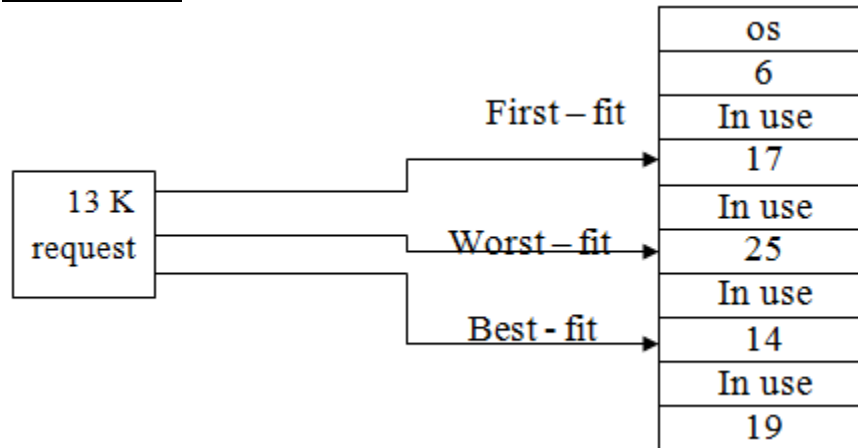 os
6
First – fit
In use
17
13 K
request
In use
Worst – fit
25
In use
Best - fit
14
In use
19